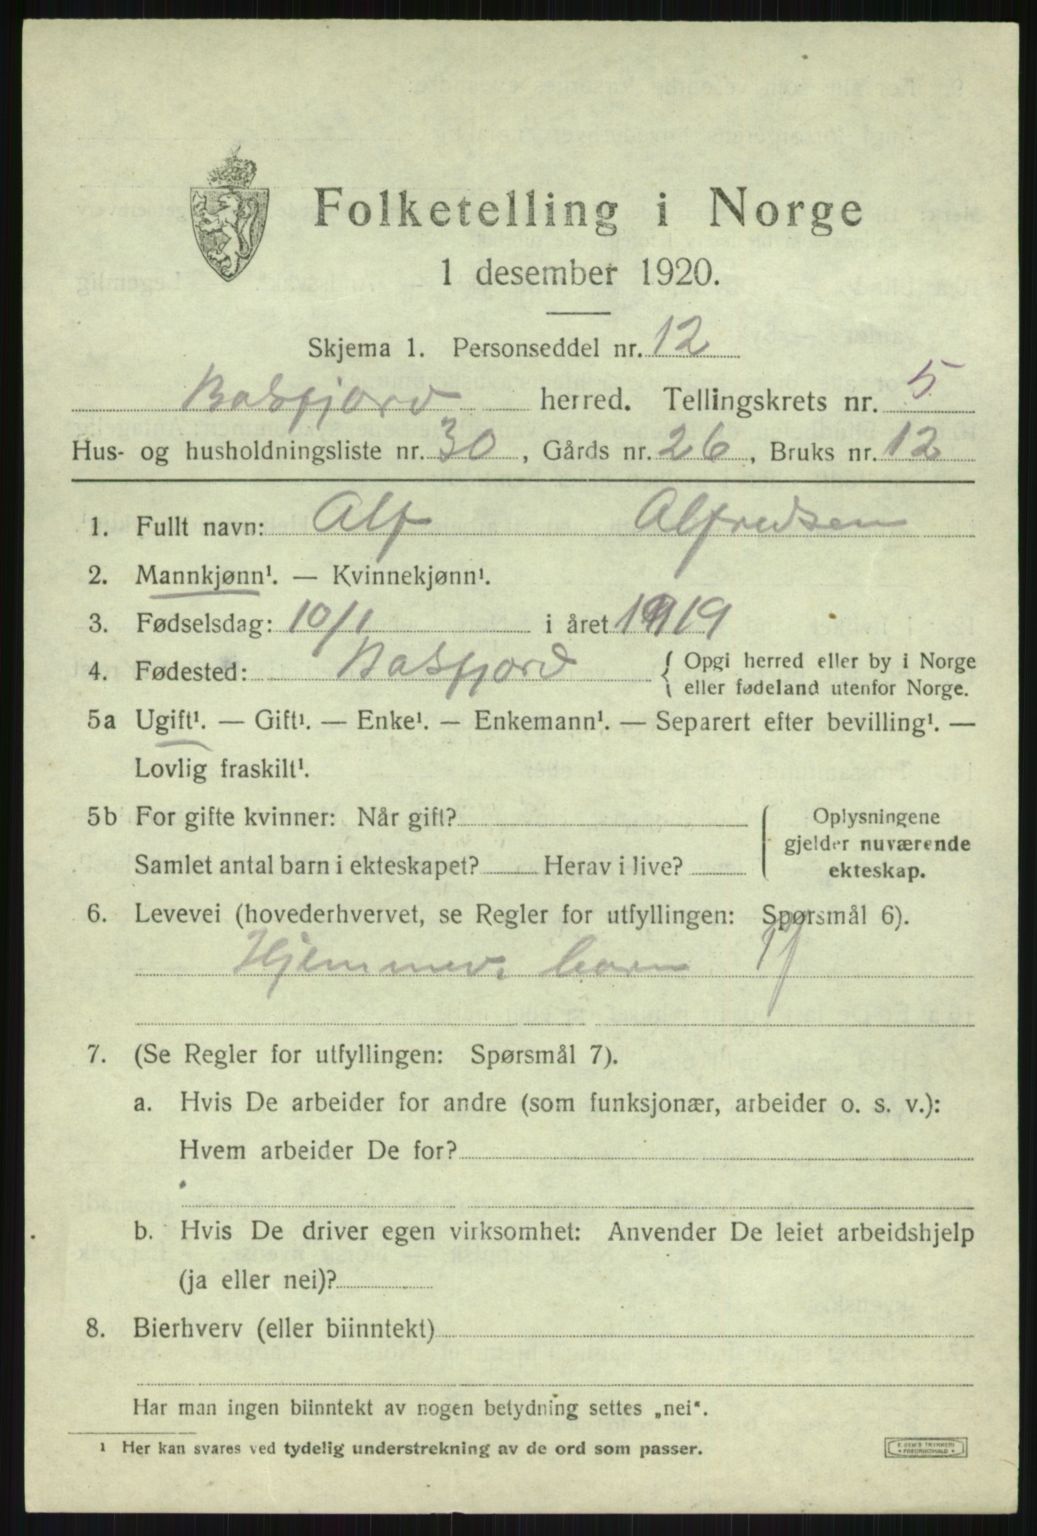 Folketelling i Norge
1 desember 1920.
Skjema 1. Personseddel nr. 12
Balsfjord herred. Tellingskrets nr. 5
Hus- og husholdningsliste nr. 30, Gårds nr. 26, Bruks nr. 12
1. Fullt navn: Alf Alfredsen
2. Mannkjønn¹. — Kvinnekjønn¹.
3. Fødselsdag: 10/1 i året 1919
4. Fødested: Balsfjord { Opgi herred eller by i Norge
eller fødeland utenfor Norge.
5a Ugift¹. — Gift¹. — Enke¹. — Enkemann¹. — Separert efter bevilling¹. —
Lovlig fraskilt¹.
5b For gifte kvinner: Når gift? { Oplysningene
gjelder nuværende
Samlet antal barn i ekteskapet? Herav i live?
ekteskap.
6. Levevei (hovederhvervet, se Regler for utfyllingen: Spørsmål 6).
Hjemmev. barn
7. (Se Regler for utfyllingen: Spørsmål 7).
a. Hvis De arbeider for andre (som funksjonær, arbeider o. s. v.):
Hvem arbeider De for?
b. Hvis De driver egen virksomhet: Anvender De leiet arbeidshjelp
(ja eller nei)?
8. Bierhverv (eller biinntekt)
Har man ingen biinntekt av nogen betydning settes „nei“.
¹ Her kan svares ved tydelig understrekning av de ord som passer.